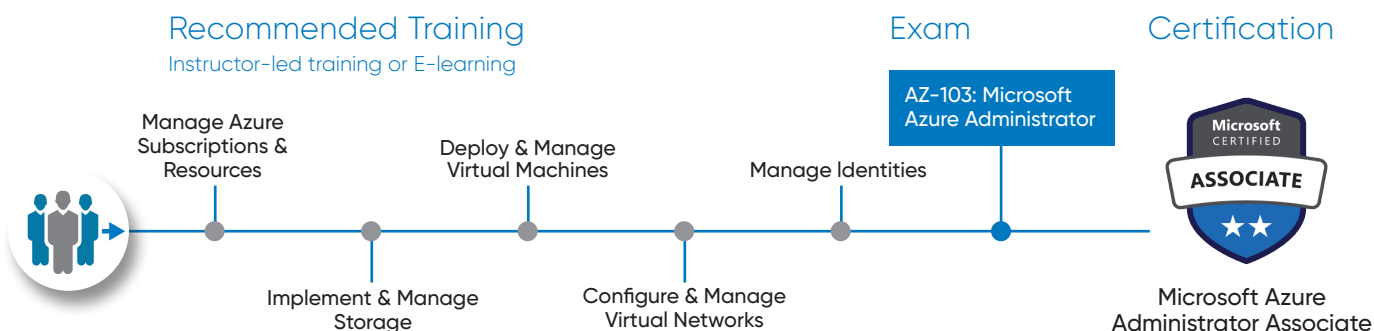 Recommended Training
Instructor-led training or E-learning
Exam
Certification
AZ-103: Microsoft
Azure Administrator
Manage Azure
Subscriptions &
Resources
Deploy & Manage
Virtual Machines
Manage Identities
Implement & Manage
Storage
Configure & Manage
Virtual Networks
Microsoft
CERTIFIED
ASSOCIATE
Microsoft Azure
Administrator Associate